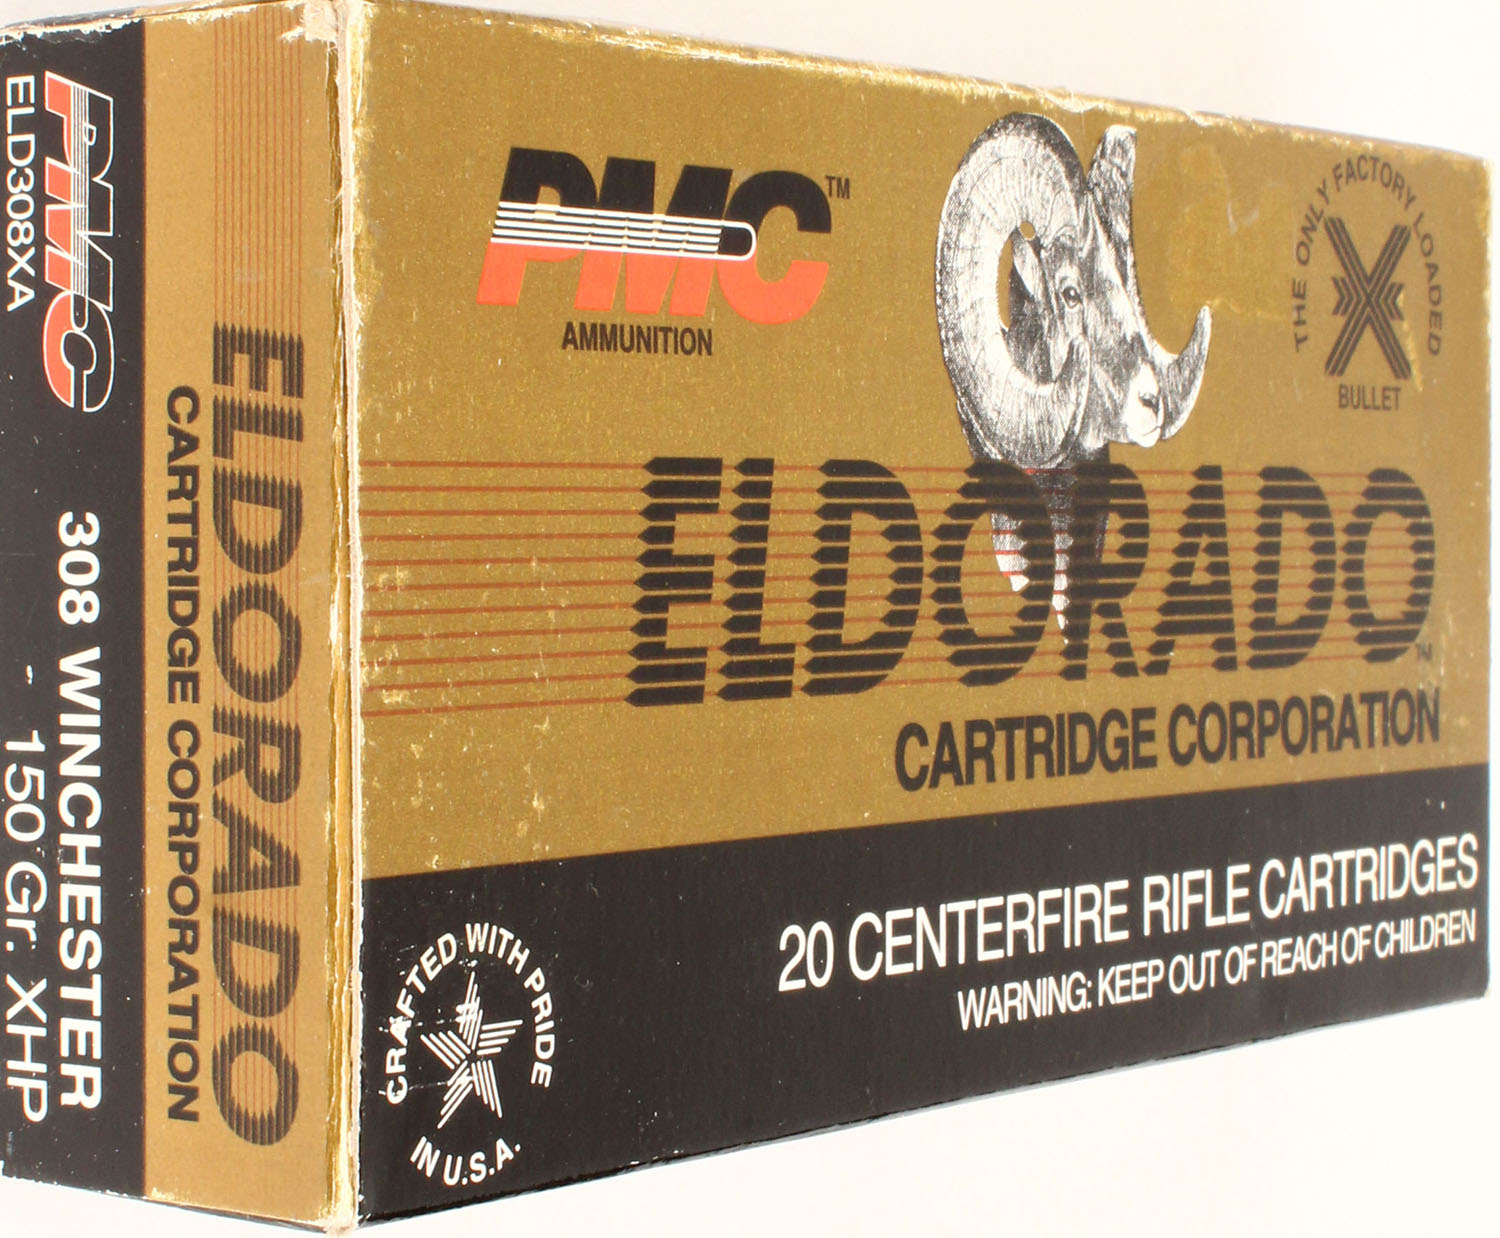 PMC
ELD308XA
308 WINCHESTER
- 150 Gr. XHP
ELDORADO
CARTRIDGE CORPORATION
PMC™
AMMUNITION
THE ONLY FACTORY LOADED
X
BULLET
ELDORADO™
CARTRIDGE CORPORATION
20 CENTERFIRE RIFLE CARTRIDGES
WARNING: KEEP OUT OF REACH OF CHILDREN
CRAFTED WITH PRIDE
IN U.S.A.